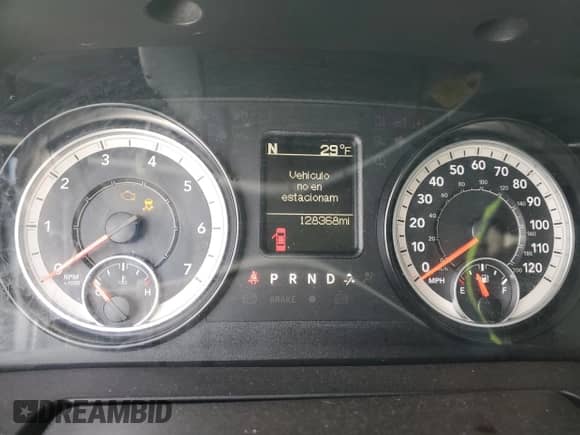 N 29°F
Vehiculo
no en
estacionam
128368mi
0 1 2 3 4 5 6 7
RPM
C H
0 10 20 30 40 50 60 70 80 90 100 110 120
MPH
E F
P R N D
BRAKE
DREAMBID